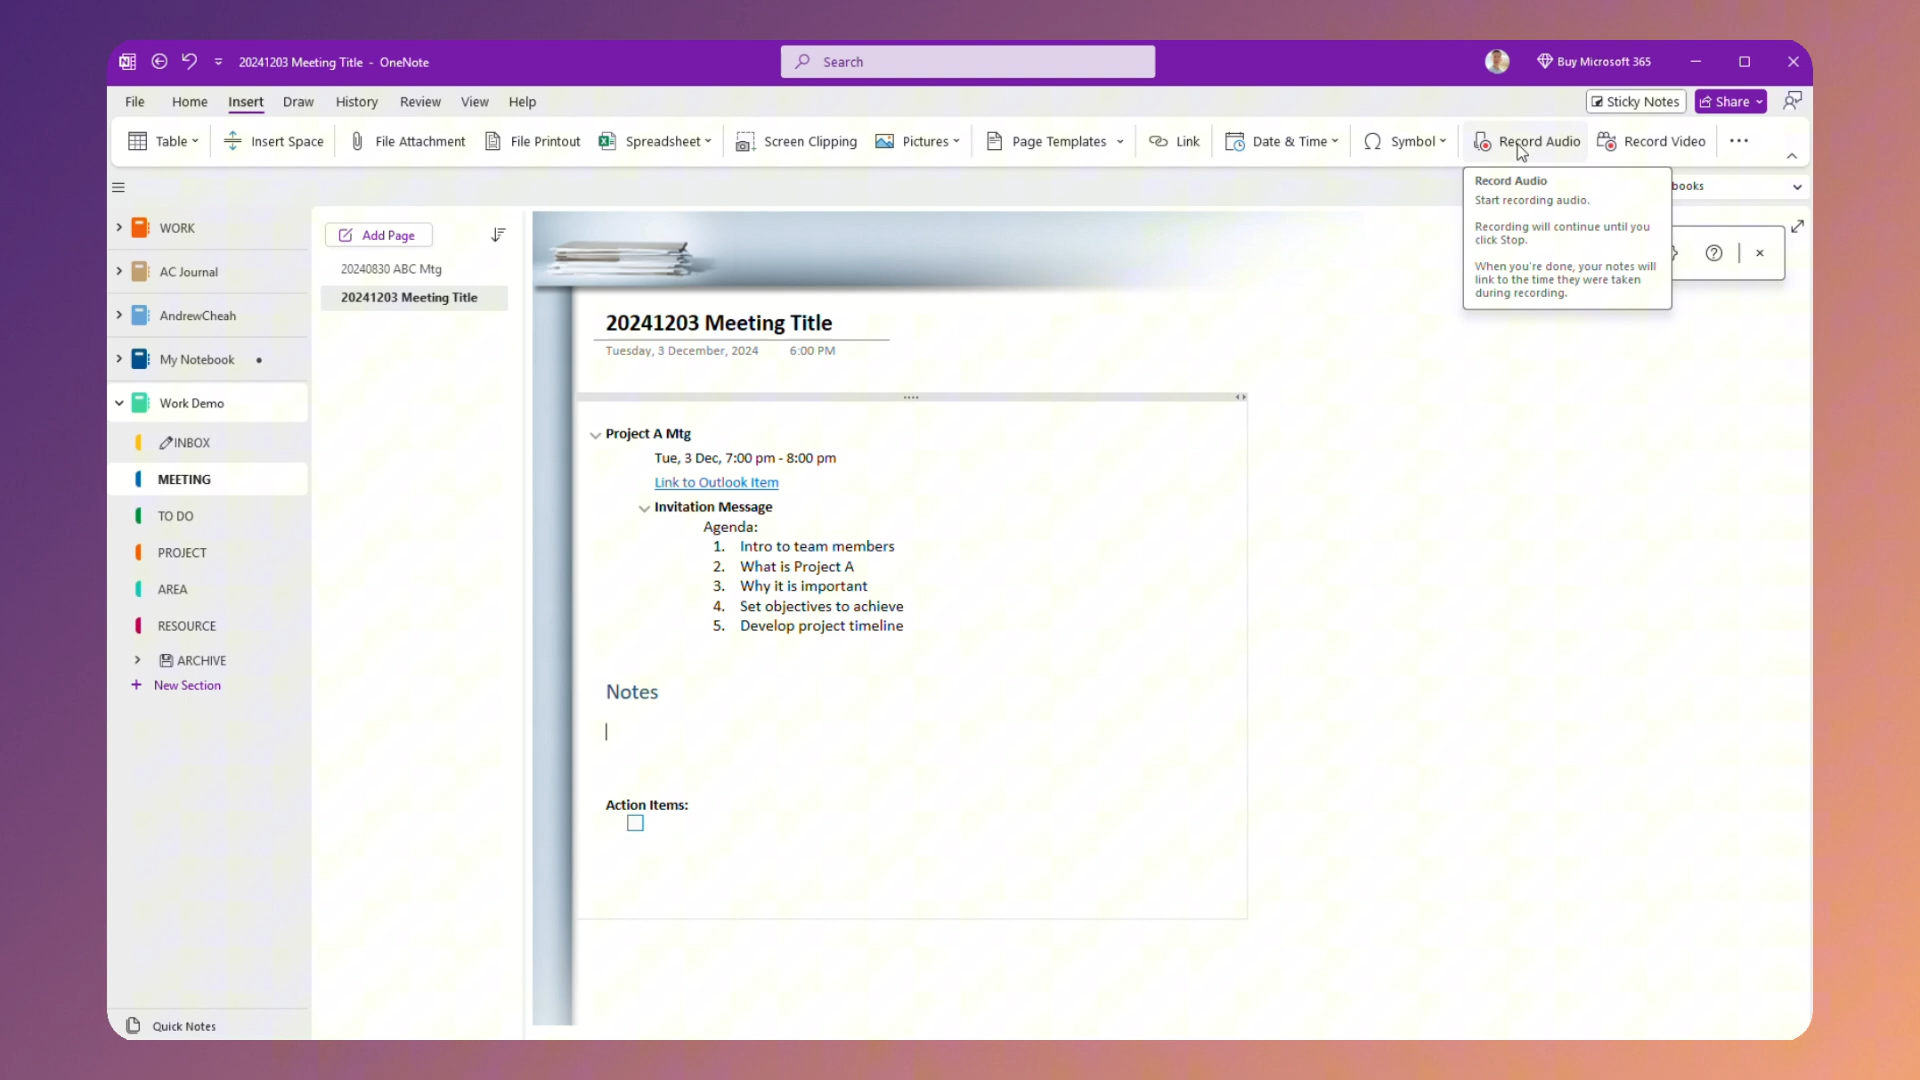 20241203 Meeting Title - OneNote
Search
Buy Microsoft 365
File Home Insert Draw History Review View Help
Sticky Notes Share
Table Insert Space File Attachment File Printout Spreadsheet Screen Clipping Pictures Page Templates Link Date & Time Symbol Record Audio Record Video
Record Audio
Start recording audio.
Recording will continue until you
click Stop.
When you're done, your notes will
link to the time they were taken
during recording.
WORK
AC Journal
AndrewCheah
My Notebook
Work Demo
INBOX
MEETING
TO DO
PROJECT
AREA
RESOURCE
ARCHIVE
+ New Section
Quick Notes
Add Page
20240830 ABC Mtg
20241203 Meeting Title
20241203 Meeting Title
Tuesday, 3 December, 2024 6:00 PM
Project A Mtg
Tue, 3 Dec, 7:00 pm - 8:00 pm
Link to Outlook Item
Invitation Message
Agenda:
1. Intro to team members
2. What is Project A
3. Why it is important
4. Set objectives to achieve
5. Develop project timeline
Notes
Action Items: